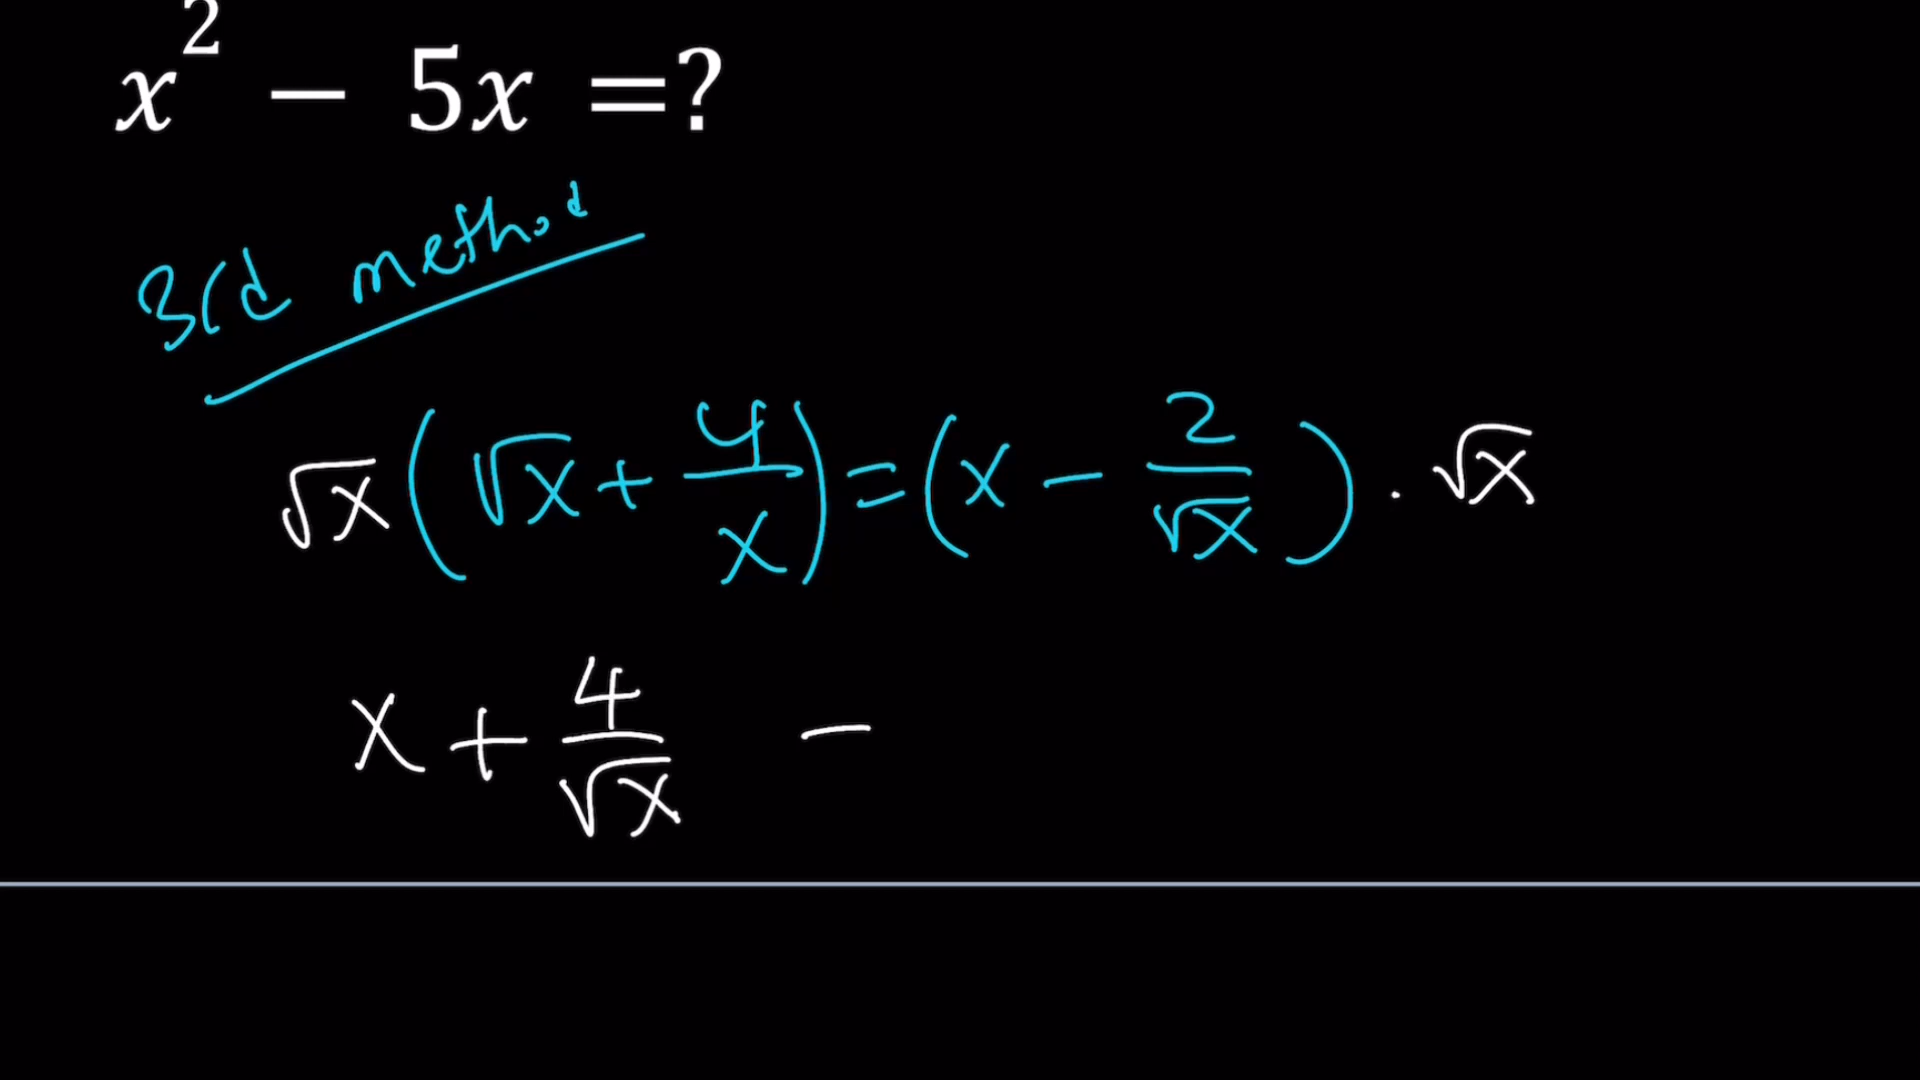 x² − 5x =?
3rd method
√x (√x + 4/x) = (x − 2/√x) · √x
x + 4/√x −